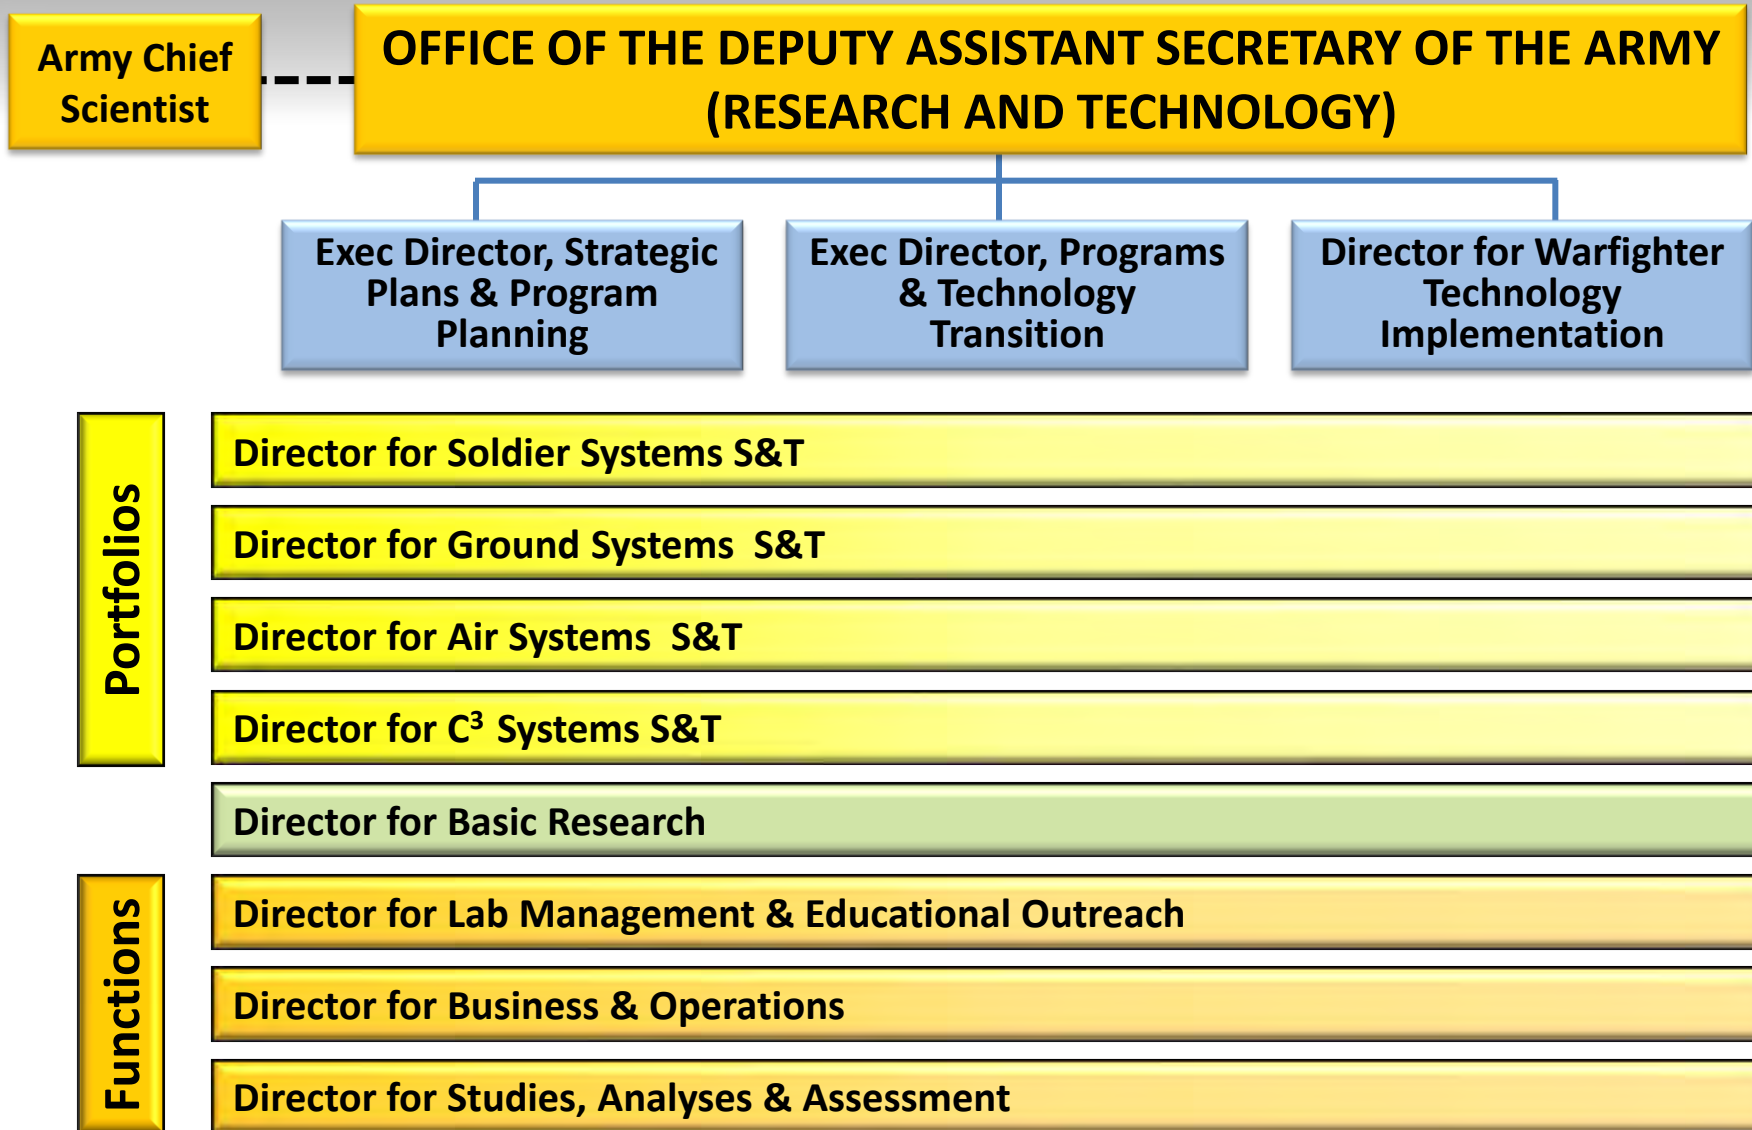 Army Chief
Scientist
OFFICE OF THE DEPUTY ASSISTANT SECRETARY OF THE ARMY
(RESEARCH AND TECHNOLOGY)
Exec Director, Strategic
Plans & Program
Planning
Exec Director, Programs
& Technology
Transition
Director for Warfighter
Technology
Implementation
Portfolios
Director for Soldier Systems S&T
Director for Ground Systems  S&T
Director for Air Systems  S&T
Director for C³ Systems S&T
Director for Basic Research
Functions
Director for Lab Management & Educational Outreach
Director for Business & Operations
Director for Studies, Analyses & Assessment